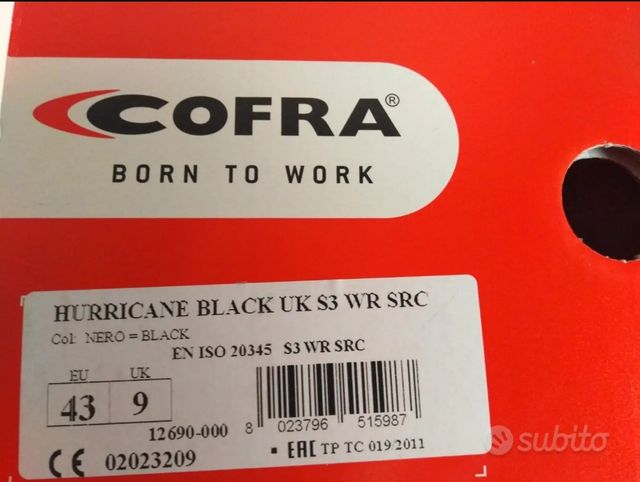 COFRA®
BORN TO WORK
HURRICANE BLACK UK S3 WR SRC
Col: NERO = BLACK
EN ISO 20345 S3 WR SRC
EU UK
43 9
12690-000
8 023796 515987
CE 02023209
EAC TP TC 019/2011
subito